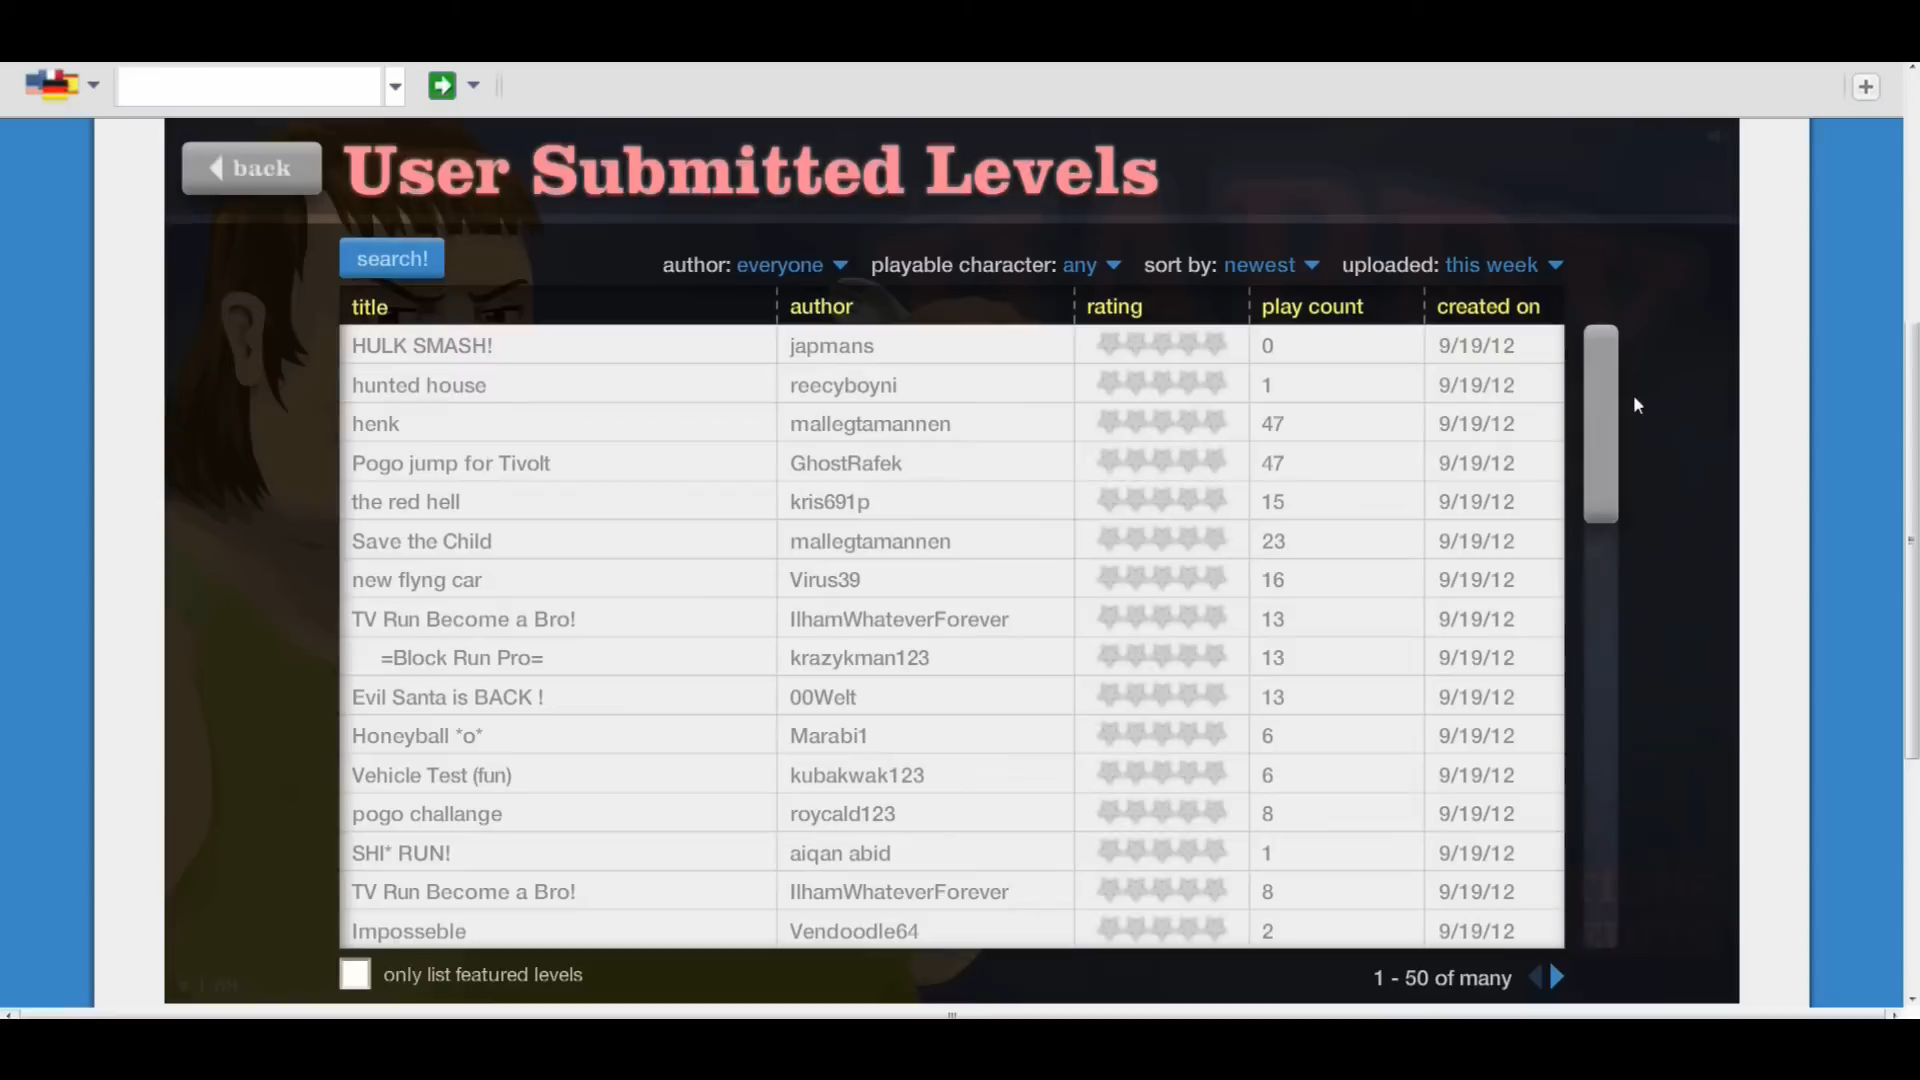 back
User Submitted Levels
search!
author: everyone playable character: any sort by: newest uploaded: this week
title author rating play count created on
HULK SMASH! japmans 0 9/19/12
hunted house reecyboyni 1 9/19/12
henk mallegtamannen 47 9/19/12
Pogo jump for Tivolt GhostRafek 47 9/19/12
the red hell kris691p 15 9/19/12
Save the Child mallegtamannen 23 9/19/12
new flyng car Virus39 16 9/19/12
TV Run Become a Bro! IlhamWhateverForever 13 9/19/12
=Block Run Pro= krazykman123 13 9/19/12
Evil Santa is BACK ! 00Welt 13 9/19/12
Honeyball *o* Marabi1 6 9/19/12
Vehicle Test (fun) kubakwak123 6 9/19/12
pogo challange roycald123 8 9/19/12
SHI* RUN! aiqan abid 1 9/19/12
TV Run Become a Bro! IlhamWhateverForever 8 9/19/12
Imposseble Vendoodle64 2 9/19/12
only list featured levels 1 - 50 of many